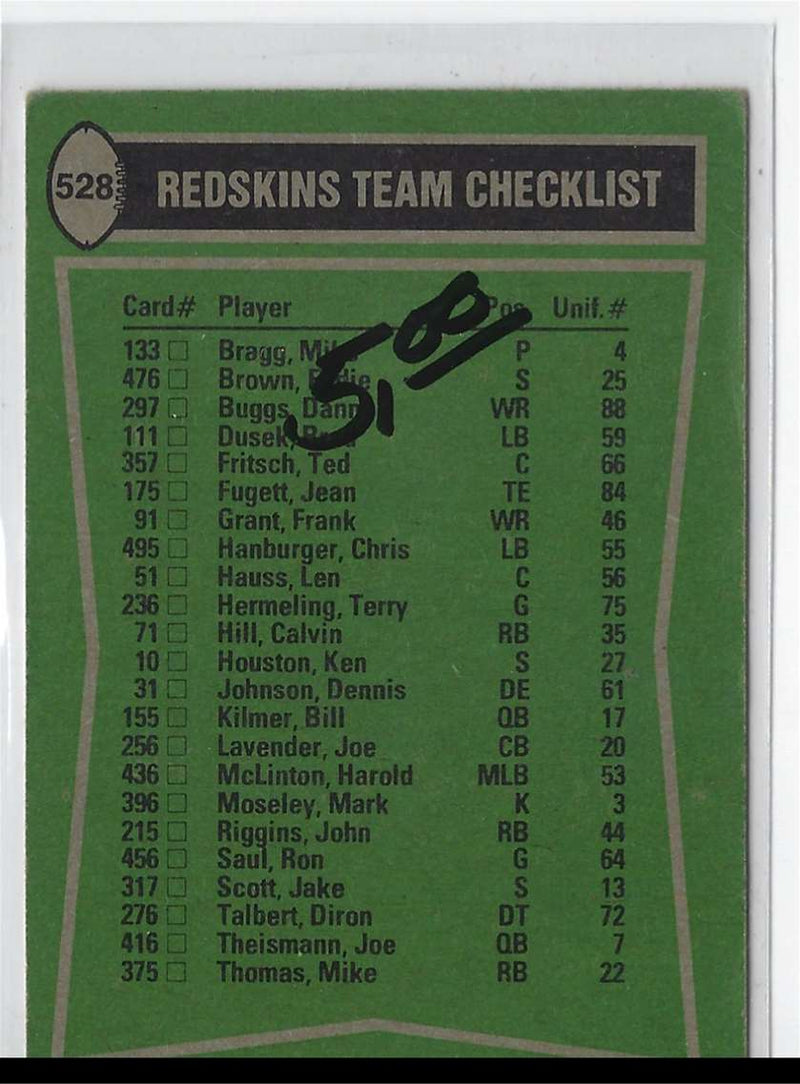 528 REDSKINS TEAM CHECKLIST
Card# Player Pos. Unif.#
5,00
133 Bragg, P 4
476 Brown, S 25
297 Buggs, WR 88
111 Dusek, LB 59
357 Fritsch, Ted C 66
175 Fugett, Jean TE 84
91 Grant, Frank WR 46
495 Hanburger, Chris LB 55
51 Hauss, Len C 56
236 Hermeling, Terry G 75
71 Hill, Calvin RB 35
10 Houston, Ken S 27
31 Johnson, Dennis DE 61
155 Kilmer, Bill QB 17
256 Lavender, Joe CB 20
436 McLinton, Harold MLB 53
396 Moseley, Mark K 3
215 Riggins, John RB 44
456 Saul, Ron G 64
317 Scott, Jake S 13
276 Talbert, Diron DT 72
416 Theismann, Joe QB 7
375 Thomas, Mike RB 22